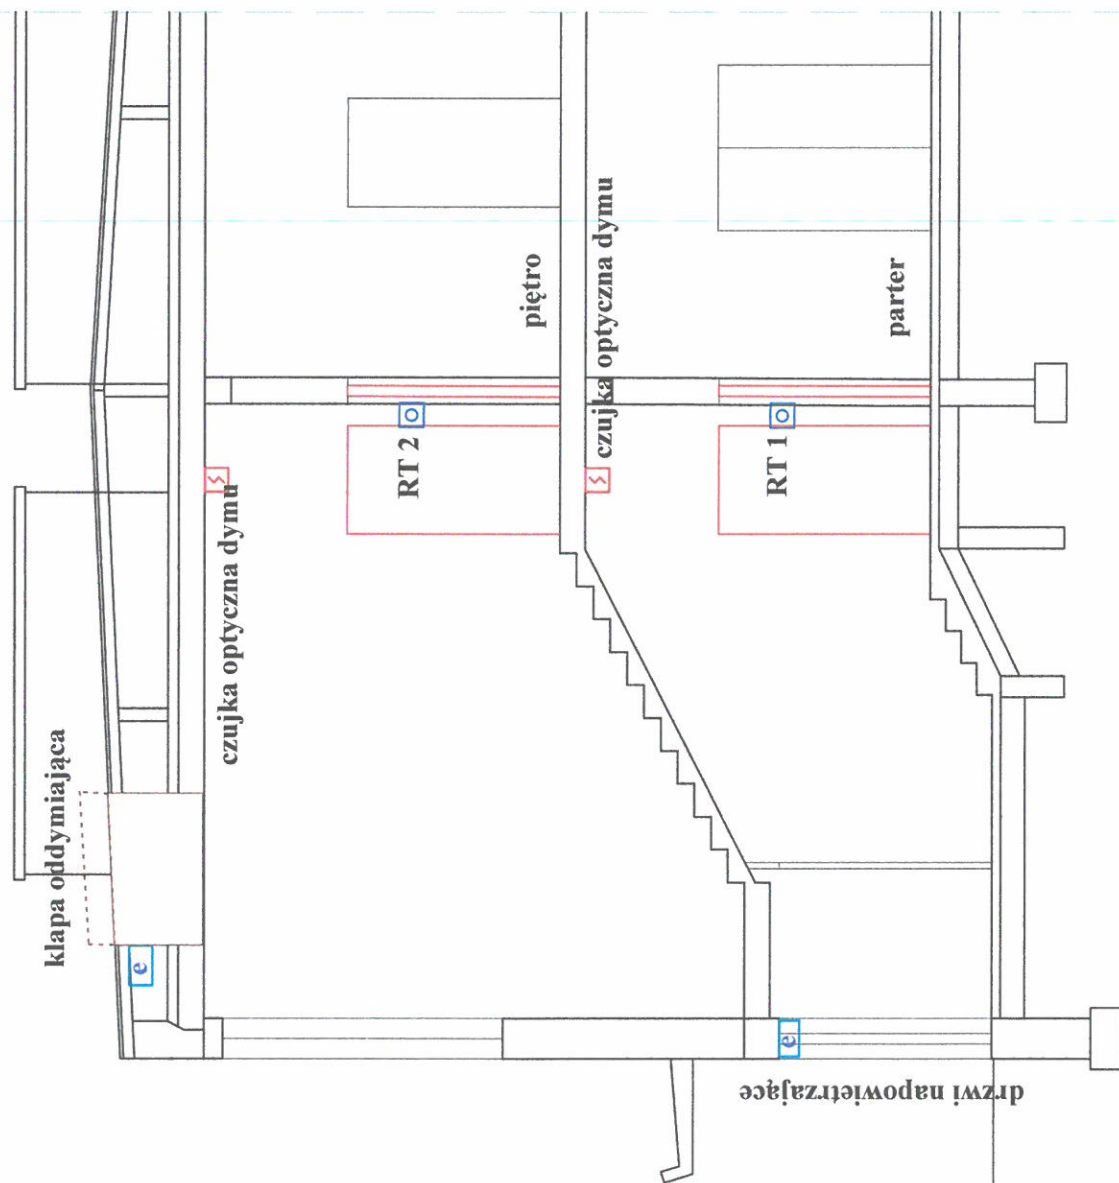 klapa oddymiająca
e
czujka optyczna dymu
RT 2
piętro
czujka optyczna dymu
RT 1
parter
e
drzwi napowietrzające